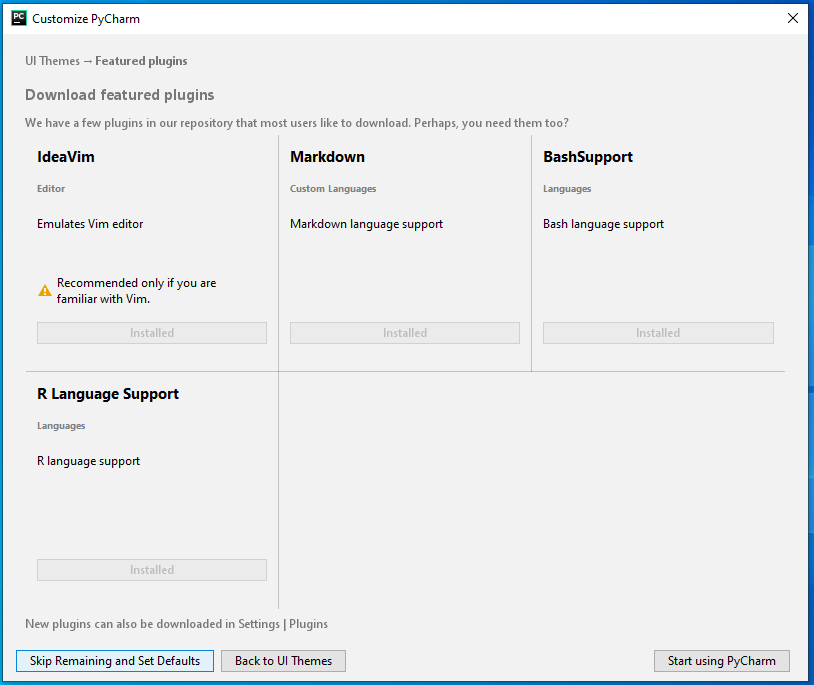 PC Customize PyCharm
UI Themes → Featured plugins
Download featured plugins
We have a few plugins in our repository that most users like to download. Perhaps, you need them too?
IdeaVim
Editor
Emulates Vim editor
Recommended only if you are
familiar with Vim.
Installed
Markdown
Custom Languages
Markdown language support
Installed
BashSupport
Languages
Bash language support
Installed
R Language Support
Languages
R language support
Installed
New plugins can also be downloaded in Settings | Plugins
Skip Remaining and Set Defaults
Back to UI Themes
Start using PyCharm